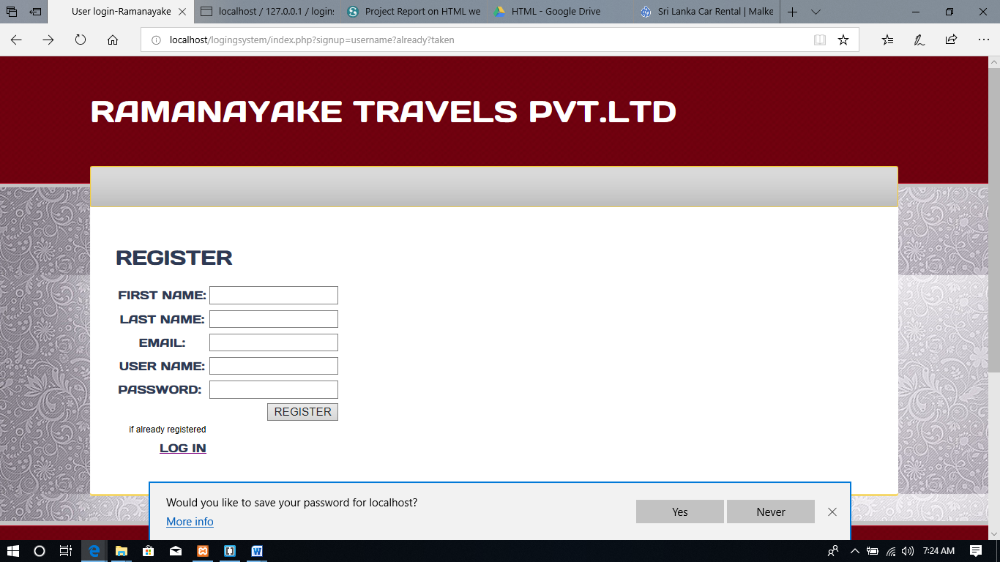 User login-Ramanayake
localhost / 127.0.0.1 / logins
Project Report on HTML we
HTML - Google Drive
Sri Lanka Car Rental | Malke
localhost/logingsystem/index.php?signup=username?already?taken
RAMANAYAKE TRAVELS PVT.LTD
REGISTER
FIRST NAME:
LAST NAME:
EMAIL:
USER NAME:
PASSWORD:
REGISTER
if already registered
LOG IN
Would you like to save your password for localhost?
More info
Yes
Never
7:24 AM